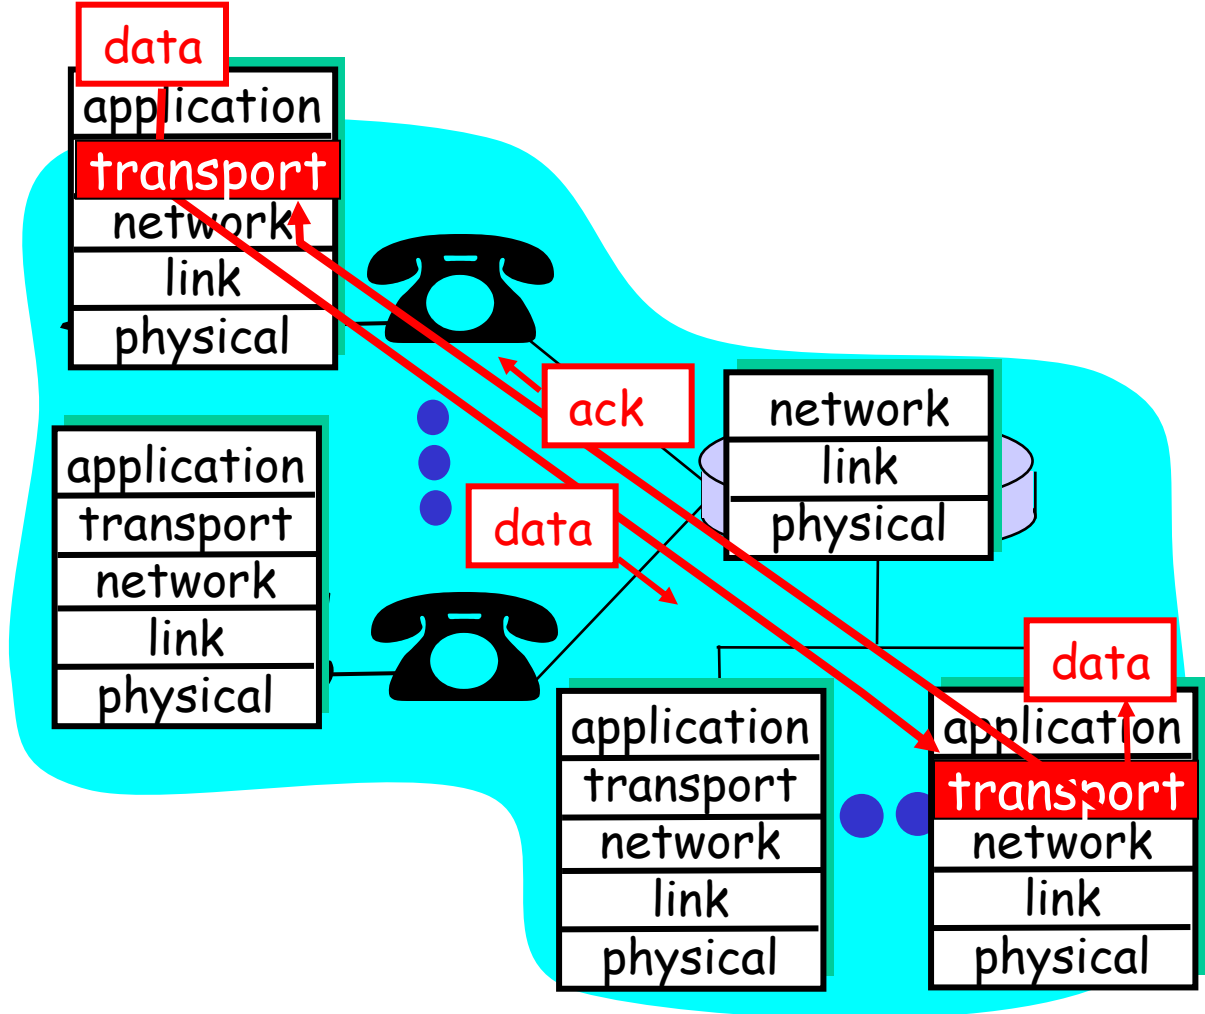 data
application
transport
network
link
physical
application
transport
network
link
physical
ack
data
network
link
physical
application
transport
network
link
physical
data
application
transport
network
link
physical